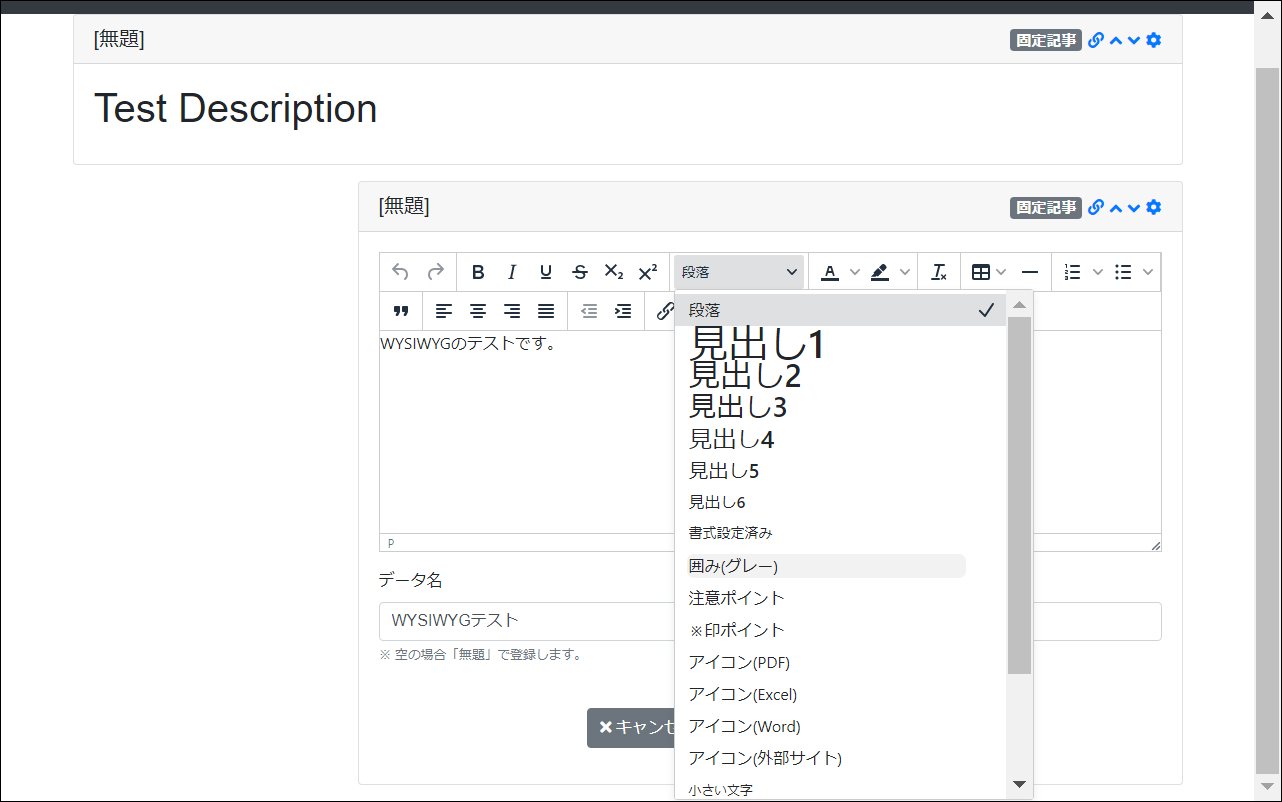 [無題]
固定記事
Test Description
[無題]
固定記事
B I U S X₂ X²
段落
A
WYSIWYGのテストです。
段落
見出し1
見出し2
見出し3
見出し4
見出し5
見出し6
書式設定済み
囲み(グレー)
注意ポイント
※印ポイント
アイコン(PDF)
アイコン(Excel)
アイコン(Word)
アイコン(外部サイト)
小さい文字
P
データ名
WYSIWYGテスト
※ 空の場合「無題」で登録します。
キャンセ